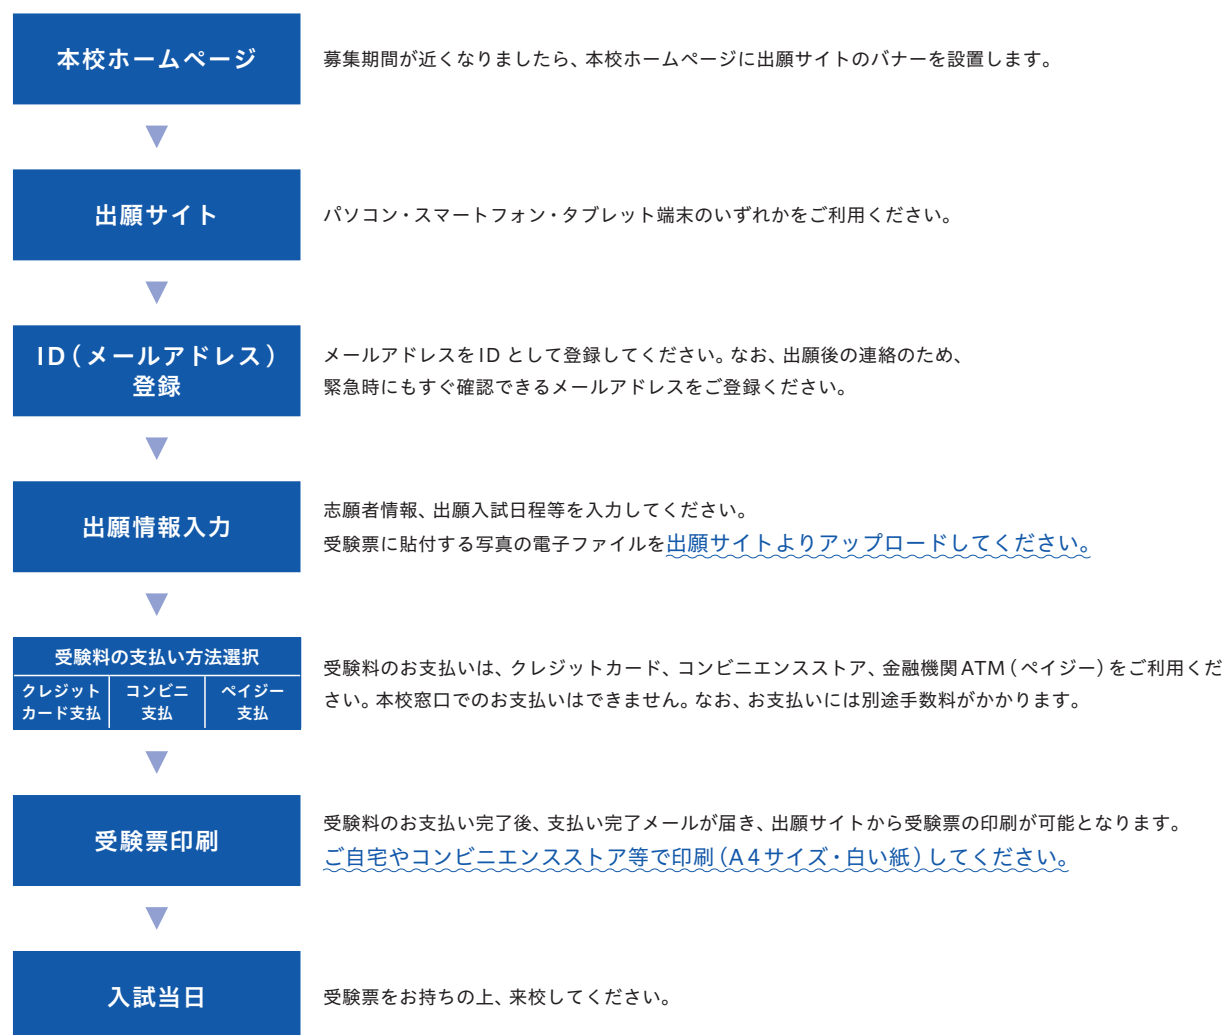 本校ホームページ
募集期間が近くなりましたら、本校ホームページに出願サイトのバナーを設置します。
出願サイト
パソコン・スマートフォン・タブレット端末のいずれかをご利用ください。
ID(メールアドレス)
登録
メールアドレスをID として登録してください。なお、出願後の連絡のため、
緊急時にもすぐ確認できるメールアドレスをご登録ください。
出願情報入力
志願者情報、出願入試日程等を入力してください。
受験票に貼付する写真の電子ファイルを出願サイトよりアップロードしてください。
受験料の支払い方法選択
クレジット
カード支払
コンビニ
支払
ペイジー
支払
受験料のお支払いは、クレジットカード、コンビニエンスストア、金融機関ATM(ペイジー)をご利用くだ
さい。本校窓口でのお支払いはできません。なお、お支払いには別途手数料がかかります。
受験票印刷
受験料のお支払い完了後、支払い完了メールが届き、出願サイトから受験票の印刷が可能となります。
ご自宅やコンビニエンスストア等で印刷(A4サイズ・白い紙)してください。
入試当日
受験票をお持ちの上、来校してください。